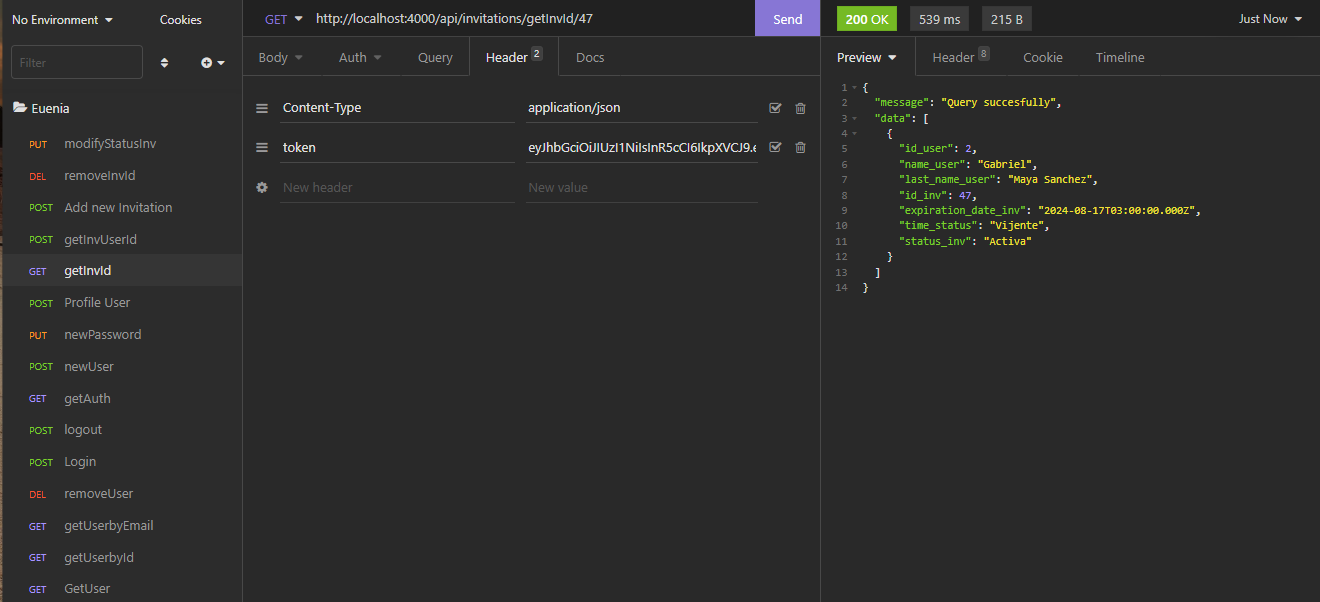 No Environment
Cookies
Filter
Euenia
PUT modifyStatusInv
DEL removeInvId
POST Add new Invitation
POST getInvUserId
GET getInvId
POST Profile User
PUT newPassword
POST newUser
GET getAuth
POST logout
POST Login
DEL removeUser
GET getUserbyEmail
GET getUserbyId
GET GetUser
GET http://localhost:4000/api/invitations/getInvId/47
Send
Body Auth Query Header 2 Docs
Content-Type application/json
token eyJhbGciOiJIUzI1NiIsInR5cCI6IkpXVCJ9.e
New header New value
200 OK 539 ms 215 B Just Now
Preview Header 8 Cookie Timeline
1 {
2 "message": "Query succesfully",
3 "data": [
4 {
5 "id_user": 2,
6 "name_user": "Gabriel",
7 "last_name_user": "Maya Sanchez",
8 "id_inv": 47,
9 "expiration_date_inv": "2024-08-17T03:00:00.000Z",
10 "time_status": "Vijente",
11 "status_inv": "Activa"
12 }
13 ]
14 }